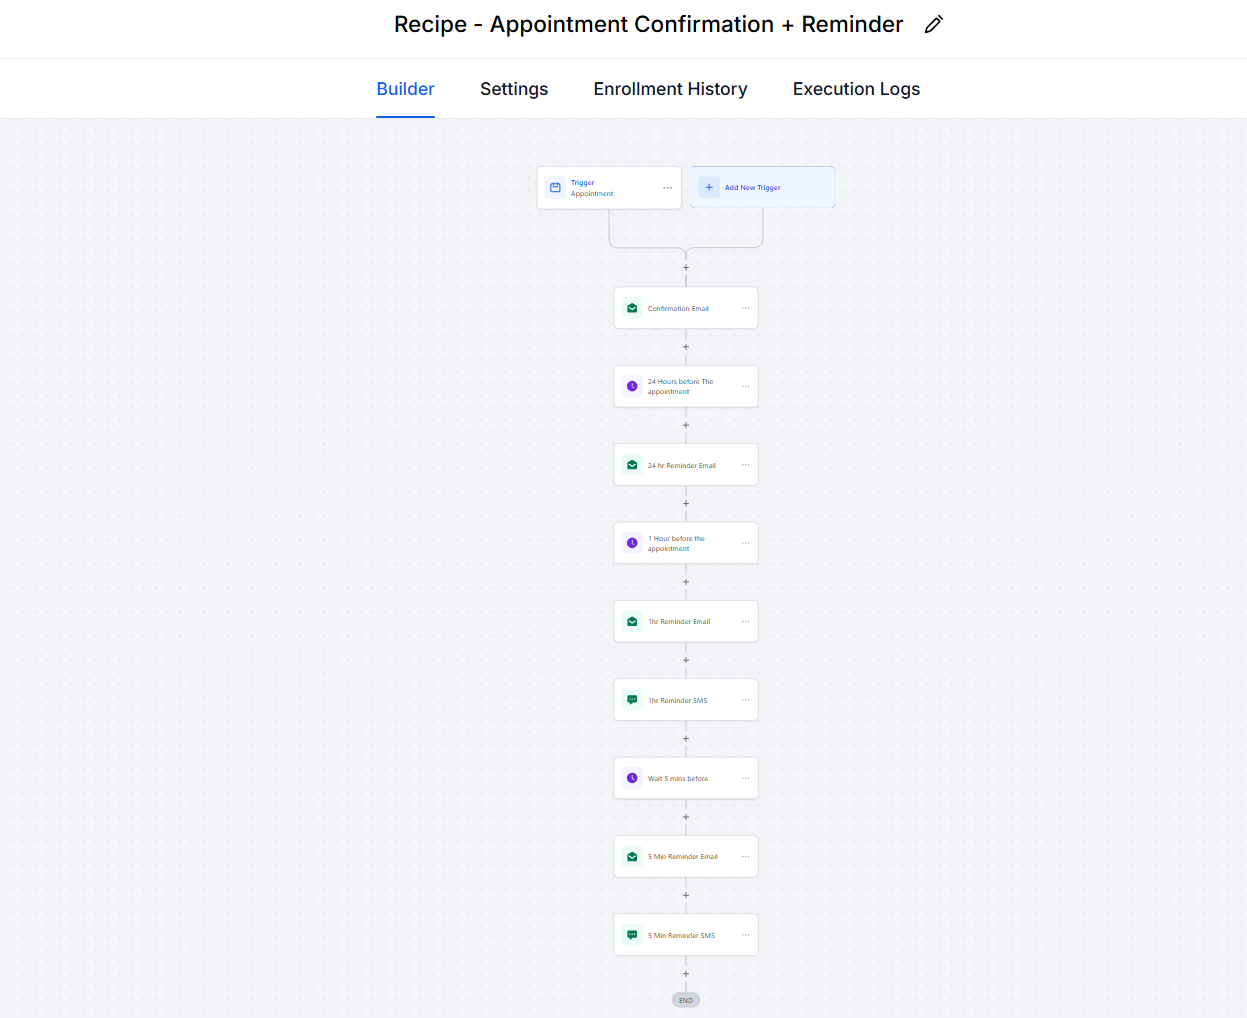 Recipe - Appointment Confirmation + Reminder
Builder
Settings
Enrollment History
Execution Logs
Trigger
Appointment
Add New Trigger
Confirmation Email
24 Hours before The
appointment
24 hr Reminder Email
1 Hour before the
appointment
1hr Reminder Email
1hr Reminder SMS
Wait 5 mins before
5 Min Reminder Email
5 Min Reminder SMS
END